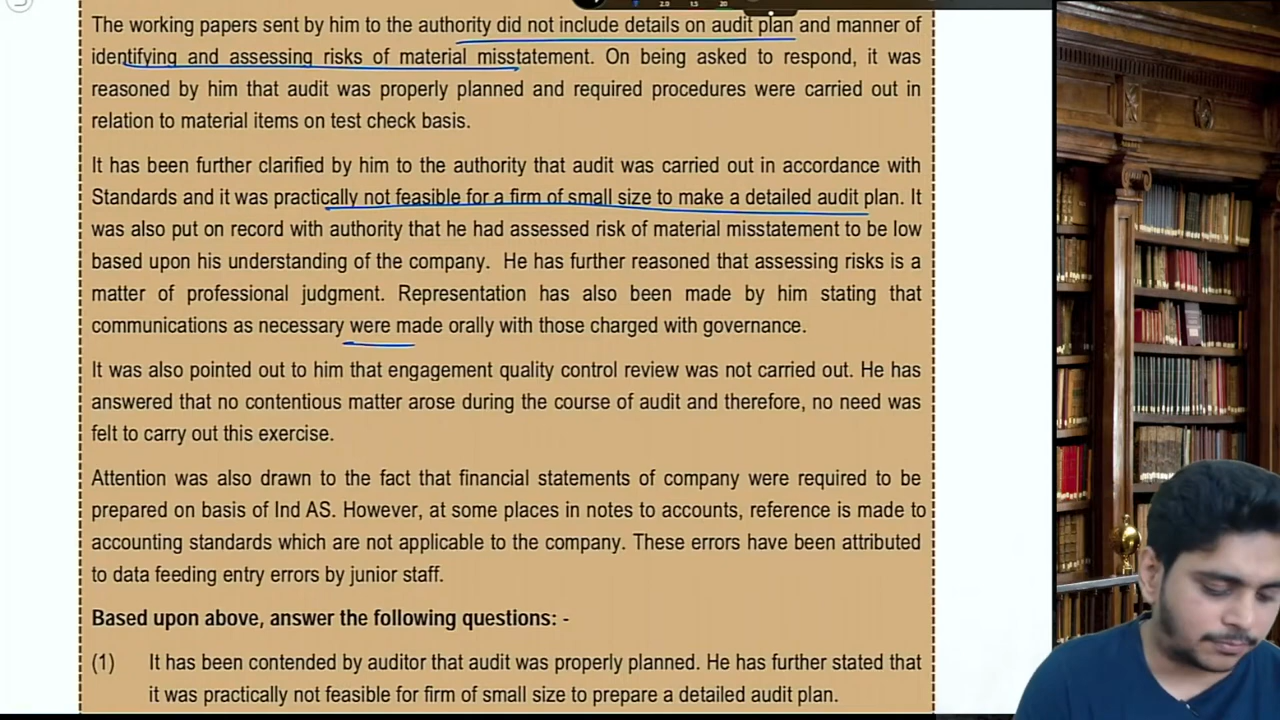 The working papers sent by him to the authority did not include details on audit plan and manner of
identifying and assessing risks of material misstatement. On being asked to respond, it was
reasoned by him that audit was properly planned and required procedures were carried out in
relation to material items on test check basis.
It has been further clarified by him to the authority that audit was carried out in accordance with
Standards and it was practically not feasible for a firm of small size to make a detailed audit plan. It
was also put on record with authority that he had assessed risk of material misstatement to be low
based upon his understanding of the company. He has further reasoned that assessing risks is a
matter of professional judgment. Representation has also been made by him stating that
communications as necessary were made orally with those charged with governance.
It was also pointed out to him that engagement quality control review was not carried out. He has
answered that no contentious matter arose during the course of audit and therefore, no need was
felt to carry out this exercise.
Attention was also drawn to the fact that financial statements of company were required to be
prepared on basis of Ind AS. However, at some places in notes to accounts, reference is made to
accounting standards which are not applicable to the company. These errors have been attributed
to data feeding entry errors by junior staff.
Based upon above, answer the following questions: -
(1) It has been contended by auditor that audit was properly planned. He has further stated that
it was practically not feasible for firm of small size to prepare a detailed audit plan.